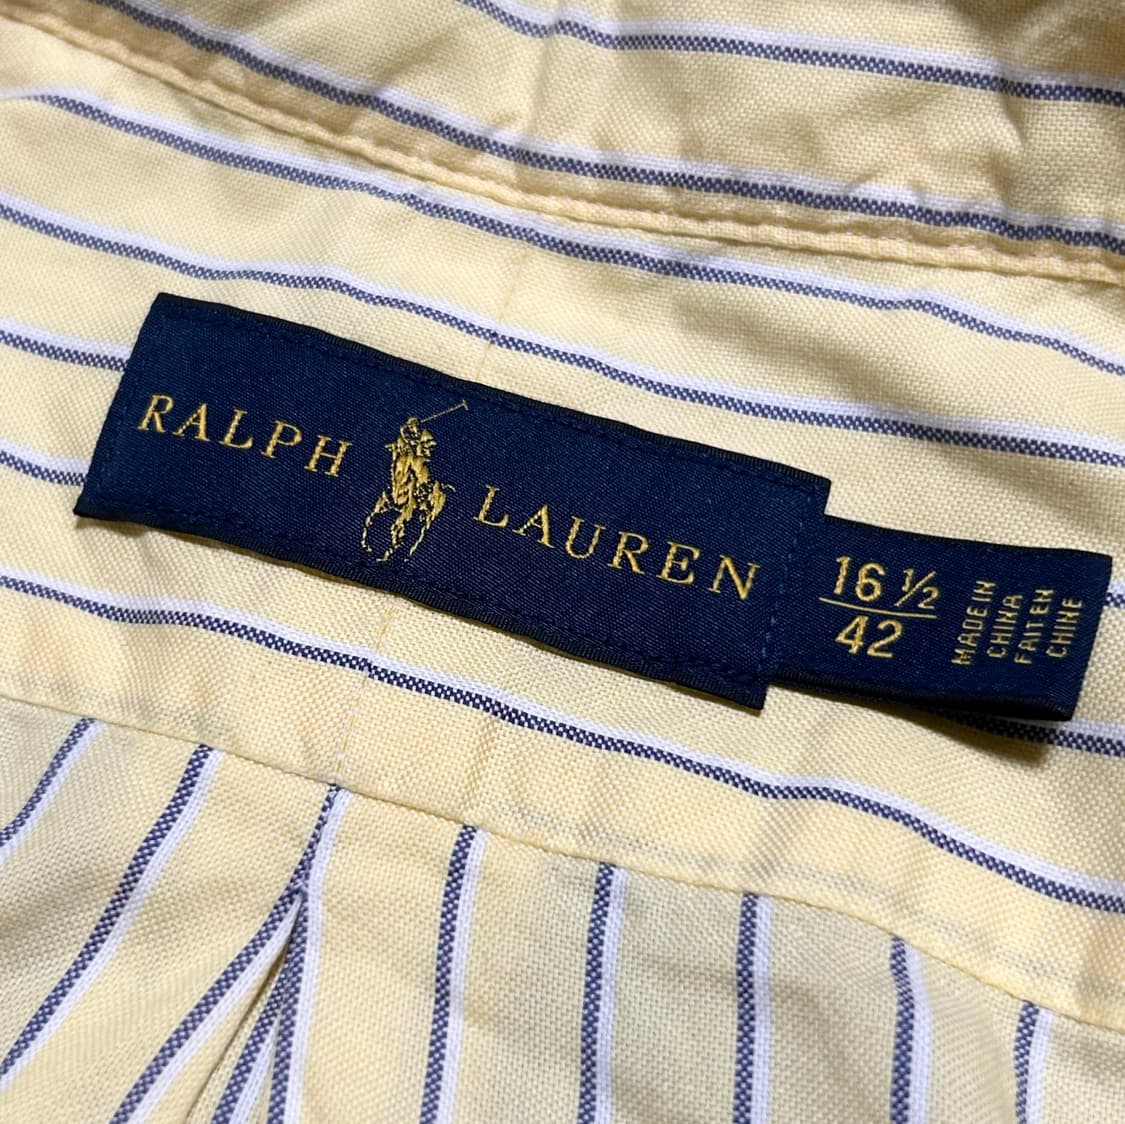 RALPH LAUREN
16 ½
42
MADE IN
CHINA
FAIT EN
CHINE